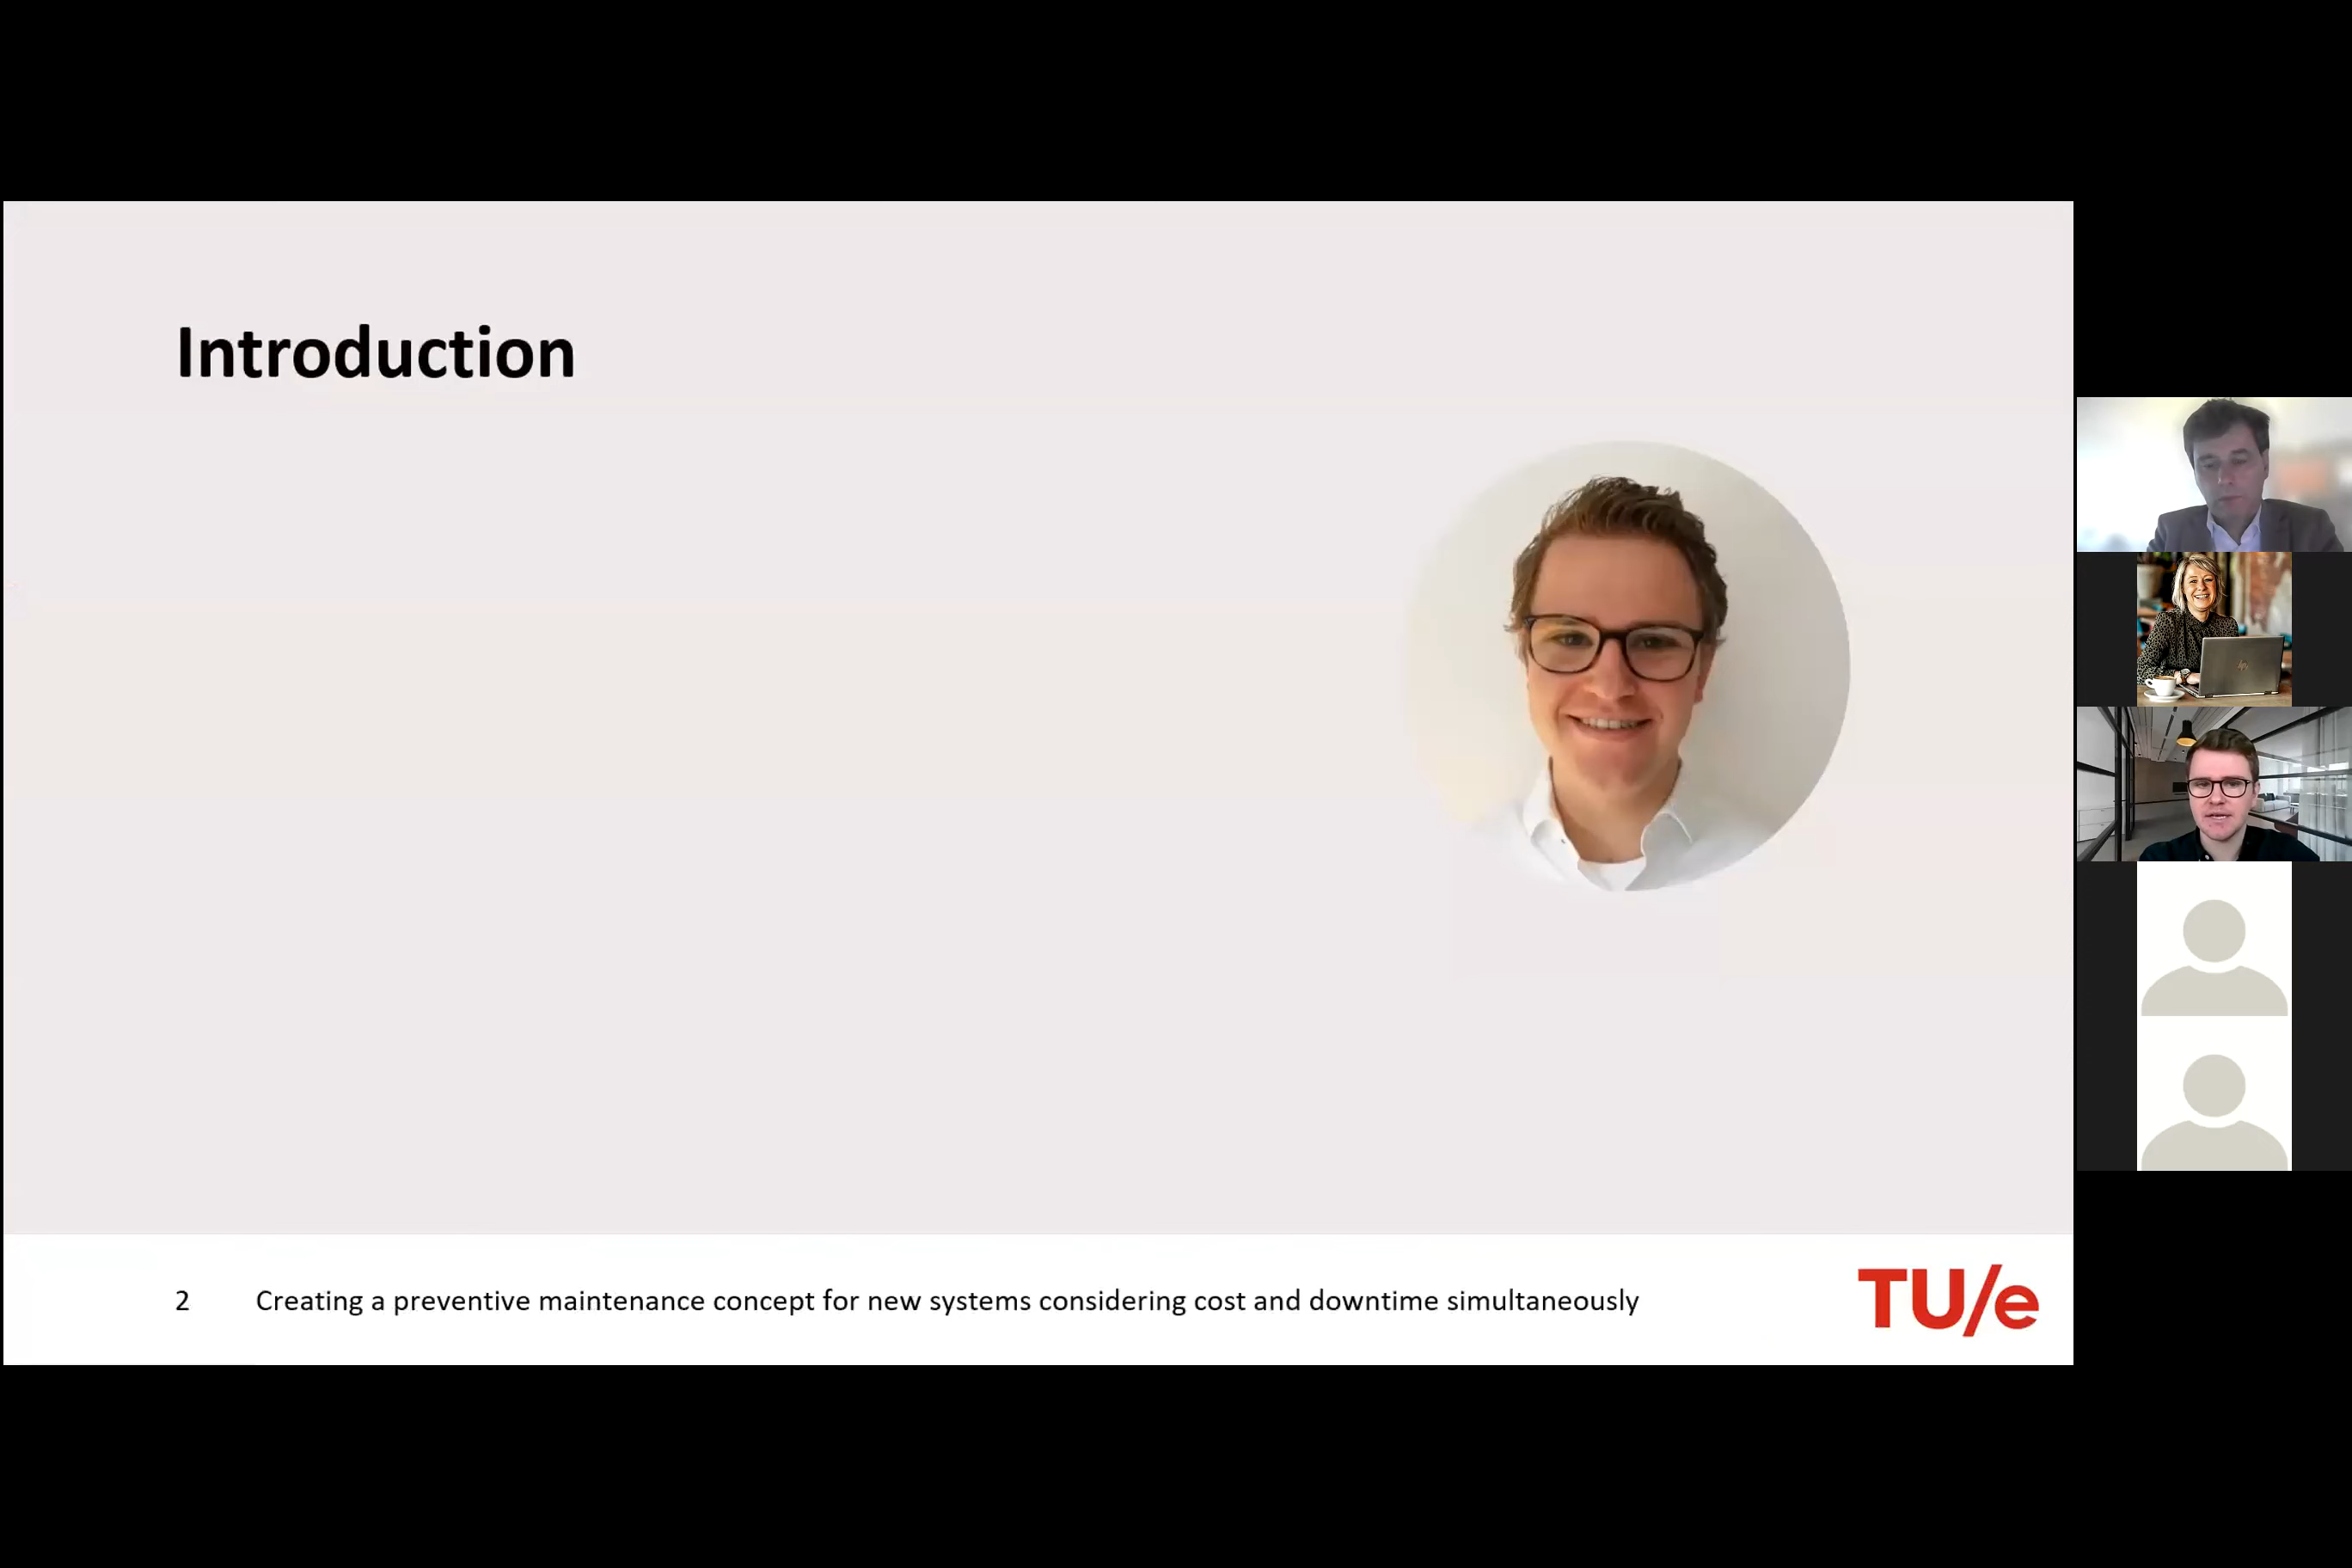 Introduction
2 Creating a preventive maintenance concept for new systems considering cost and downtime simultaneously
TU/e